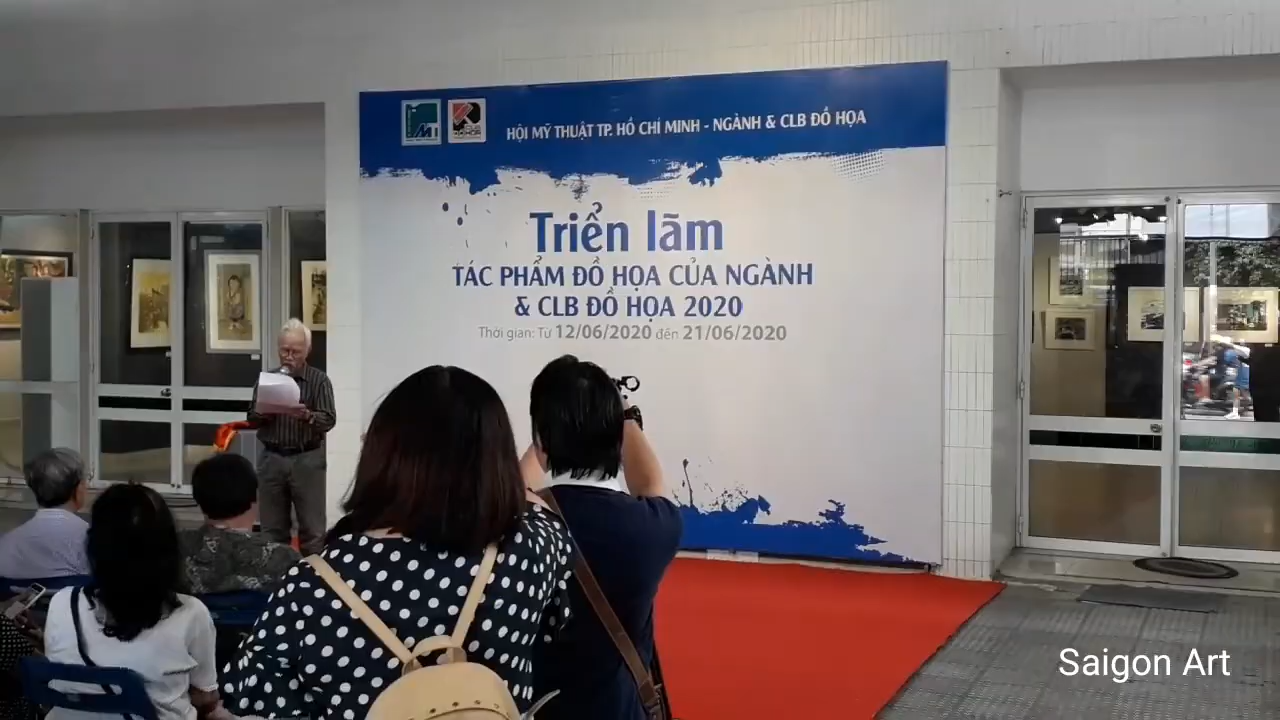 HỘI MỸ THUẬT TP. HỒ CHÍ MINH - NGÀNH & CLB ĐỒ HỌA
Triển lãm
TÁC PHẨM ĐỒ HỌA CỦA NGÀNH
& CLB ĐỒ HỌA 2020
Thời gian: Từ 12/06/2020 đến 21/06/2020
Saigon Art